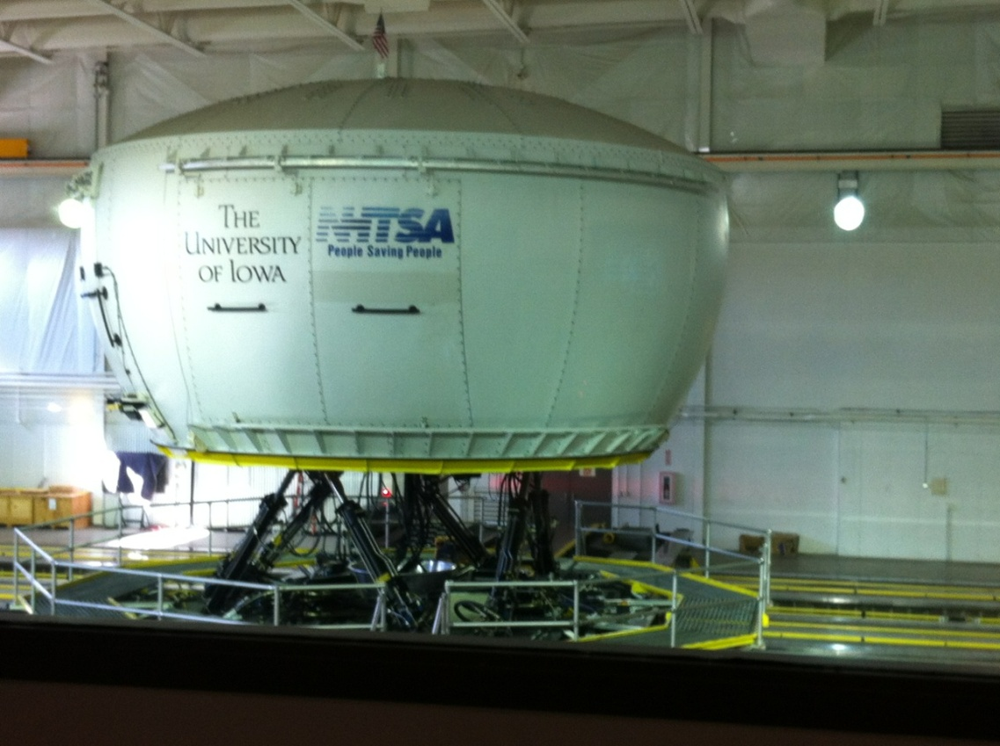 THE
UNIVERSITY
OF IOWA
NHTSA
People Saving People